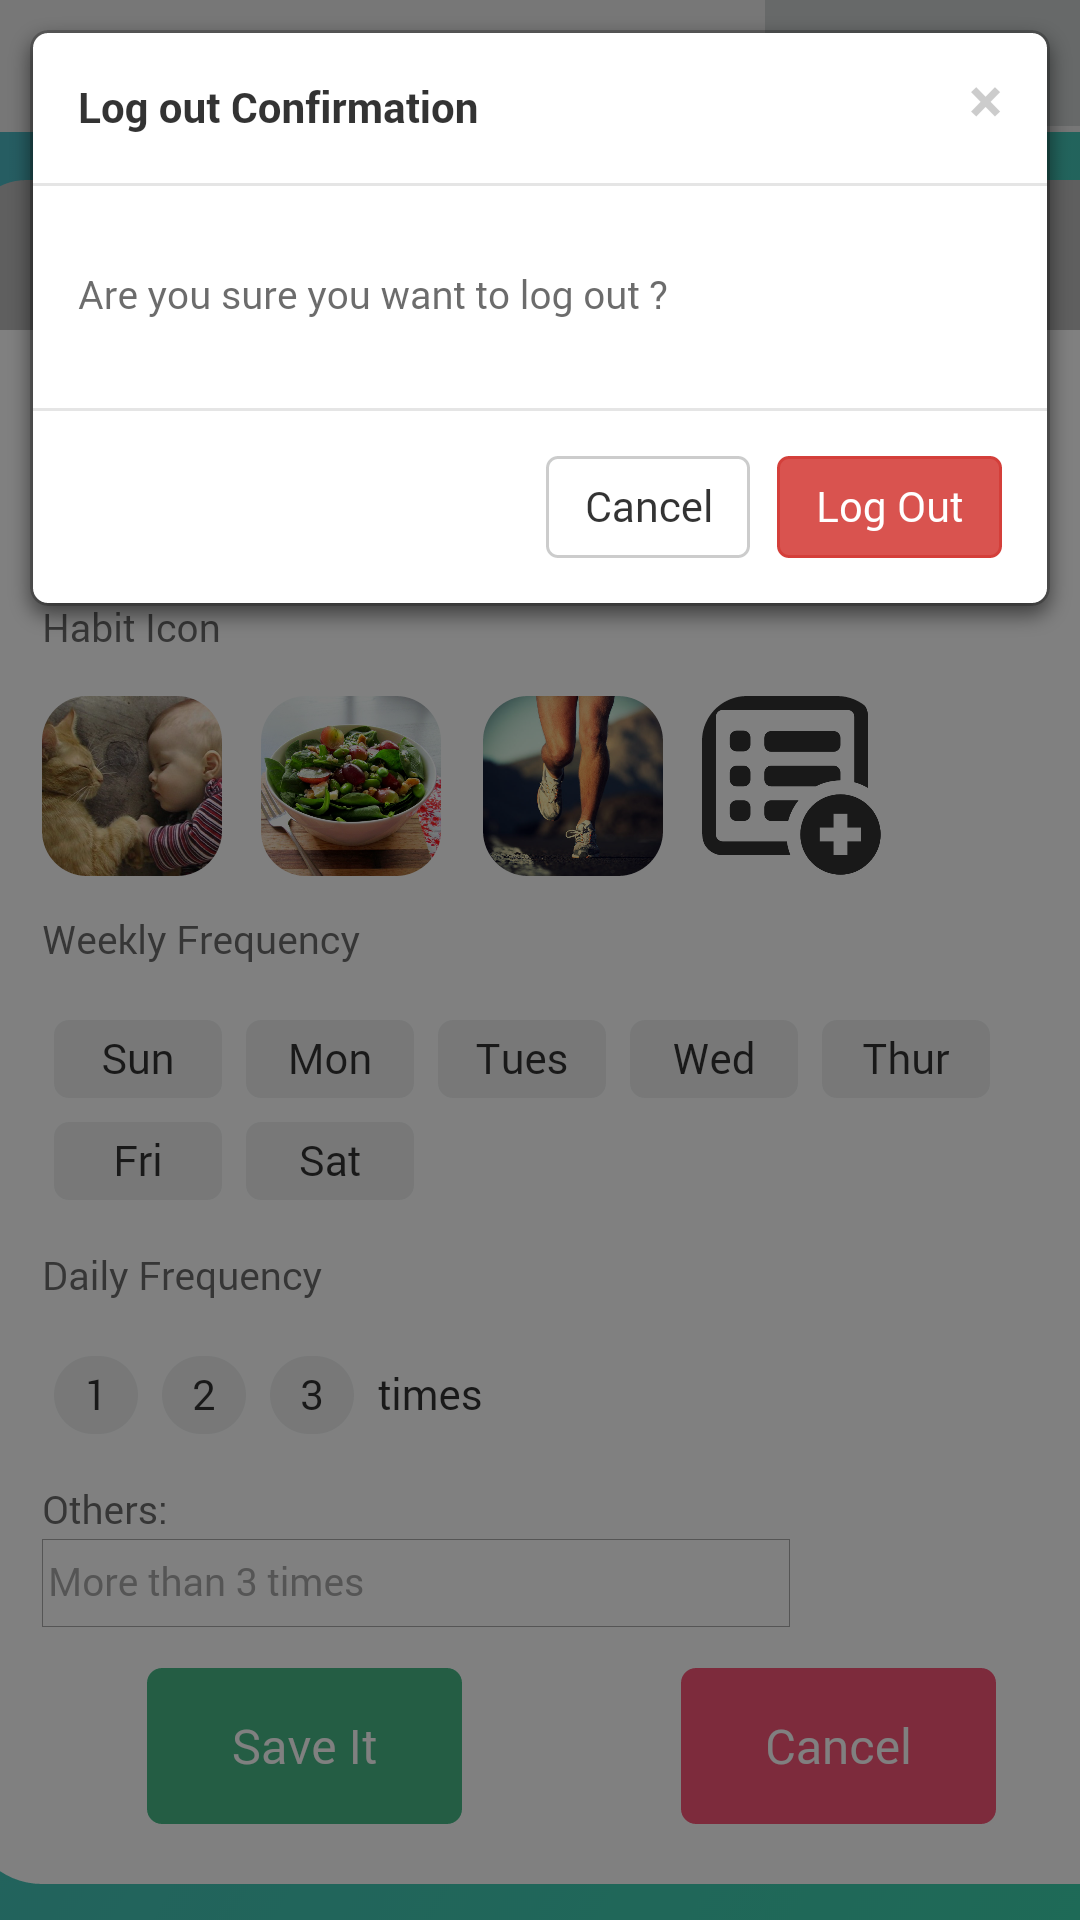 Log out Confirmation ×
Are you sure you want to log out ?
Cancel Log Out
Habit Icon
Weekly Frequency
Sun Mon Tues Wed Thur
Fri Sat
Daily Frequency
1 2 3 times
Others:
More than 3 times
Save It Cancel